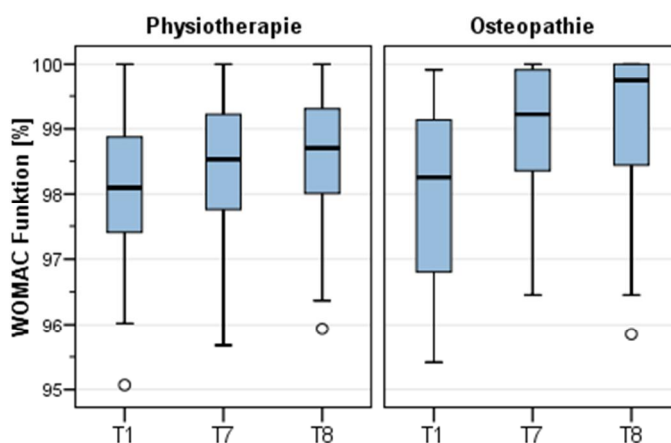 Physiotherapie
Osteopathie
WOMAC Funktion [%]
100
99
98
97
96
95
T1
T7
T8
T1
T7
T8